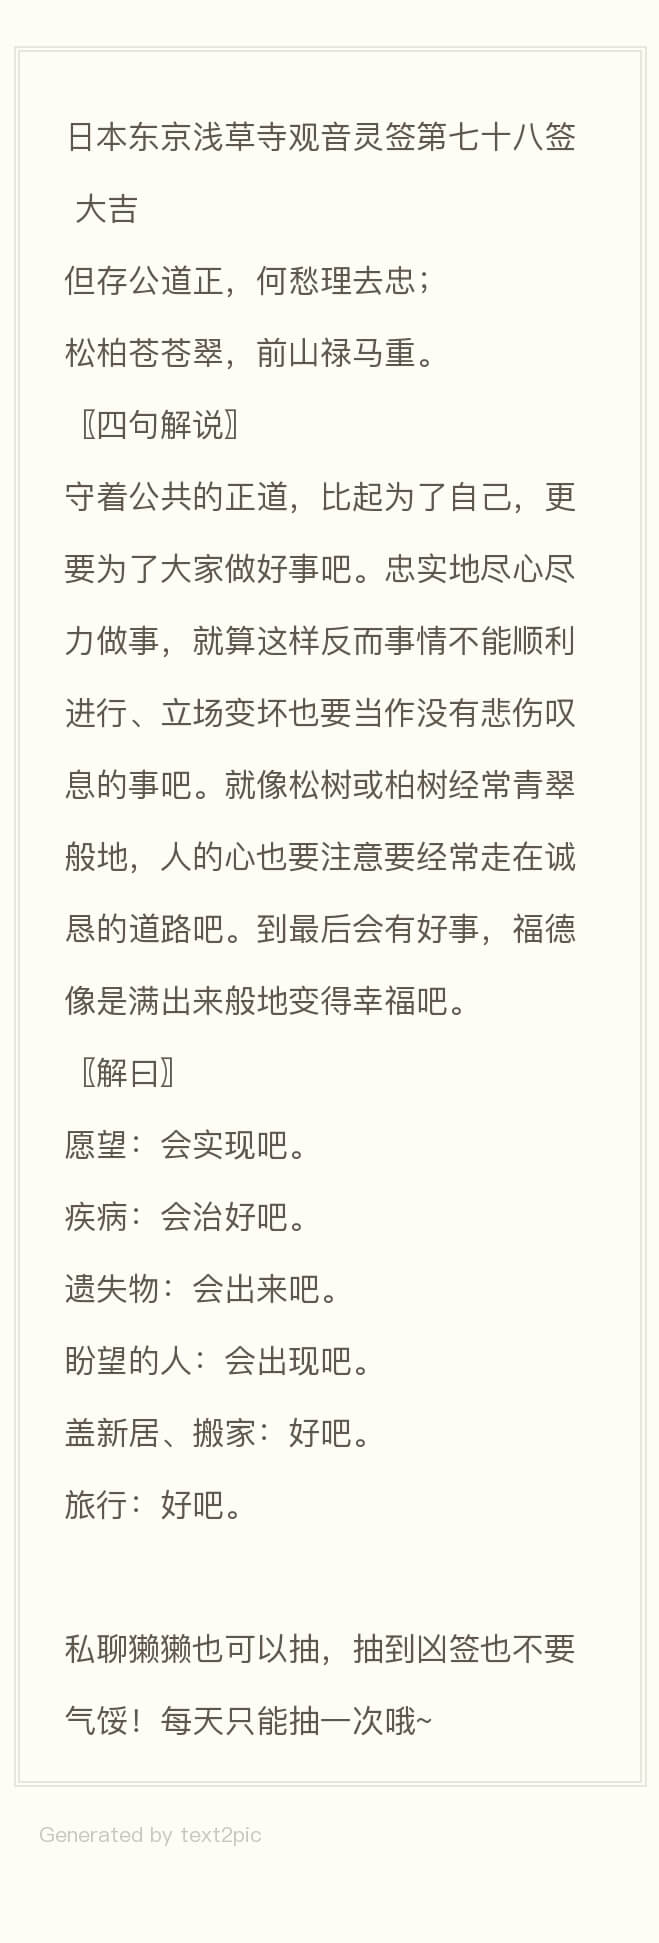 日本东京浅草寺观音灵签第七十八签
大吉
但存公道正，何愁理去忠；
松柏苍苍翠，前山禄马重。
〖四句解说〗
守着公共的正道，比起为了自己，更
要为了大家做好事吧。忠实地尽心尽
力做事，就算这样反而事情不能顺利
进行、立场变坏也要当作没有悲伤叹
息的事吧。就像松树或柏树经常青翠
般地，人的心也要注意要经常走在诚
恳的道路吧。到最后会有好事，福德
像是满出来般地变得幸福吧。
〖解曰〗
愿望：会实现吧。
疾病：会治好吧。
遗失物：会出来吧。
盼望的人：会出现吧。
盖新居、搬家：好吧。
旅行：好吧。
私聊獭獭也可以抽，抽到凶签也不要
气馁！每天只能抽一次哦~
Generated by text2pic